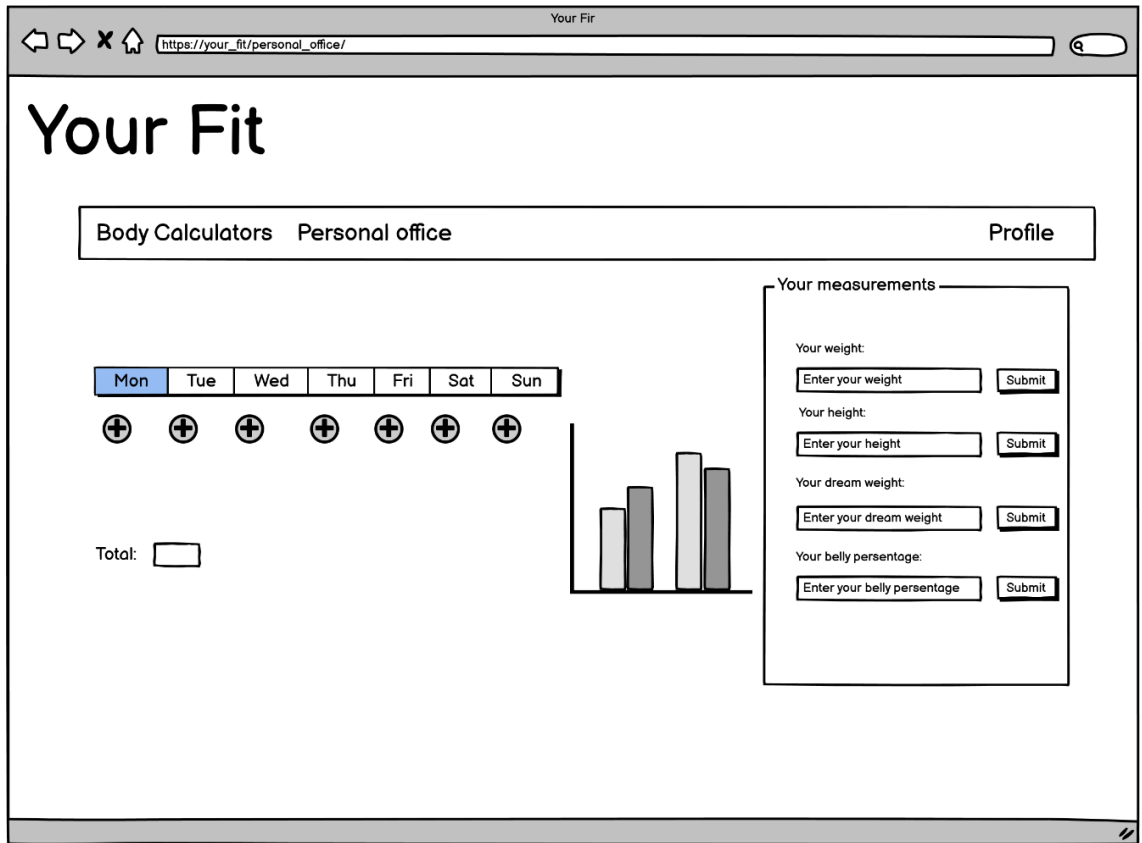 Your Fir
https://your_fit/personal_office/
Your Fit
Body Calculators Personal office Profile
Your measurements
Your weight:
Enter your weight Submit
Your height:
Enter your height Submit
Your dream weight:
Enter your dream weight Submit
Your belly persentage:
Enter your belly persentage Submit
Mon Tue Wed Thu Fri Sat Sun
Total: